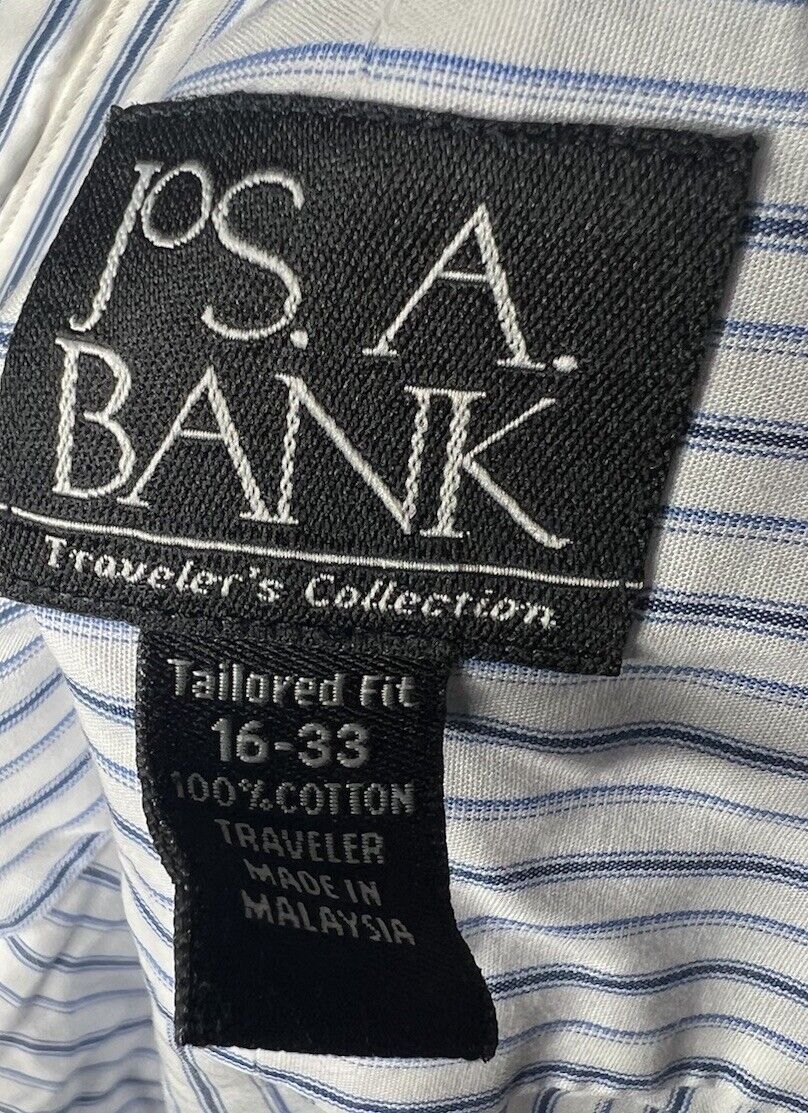 JOS. A.
BANK
Traveler's Collection
Tailored Fit
16-33
100% COTTON
TRAVELER
MADE IN
MALAYSIA